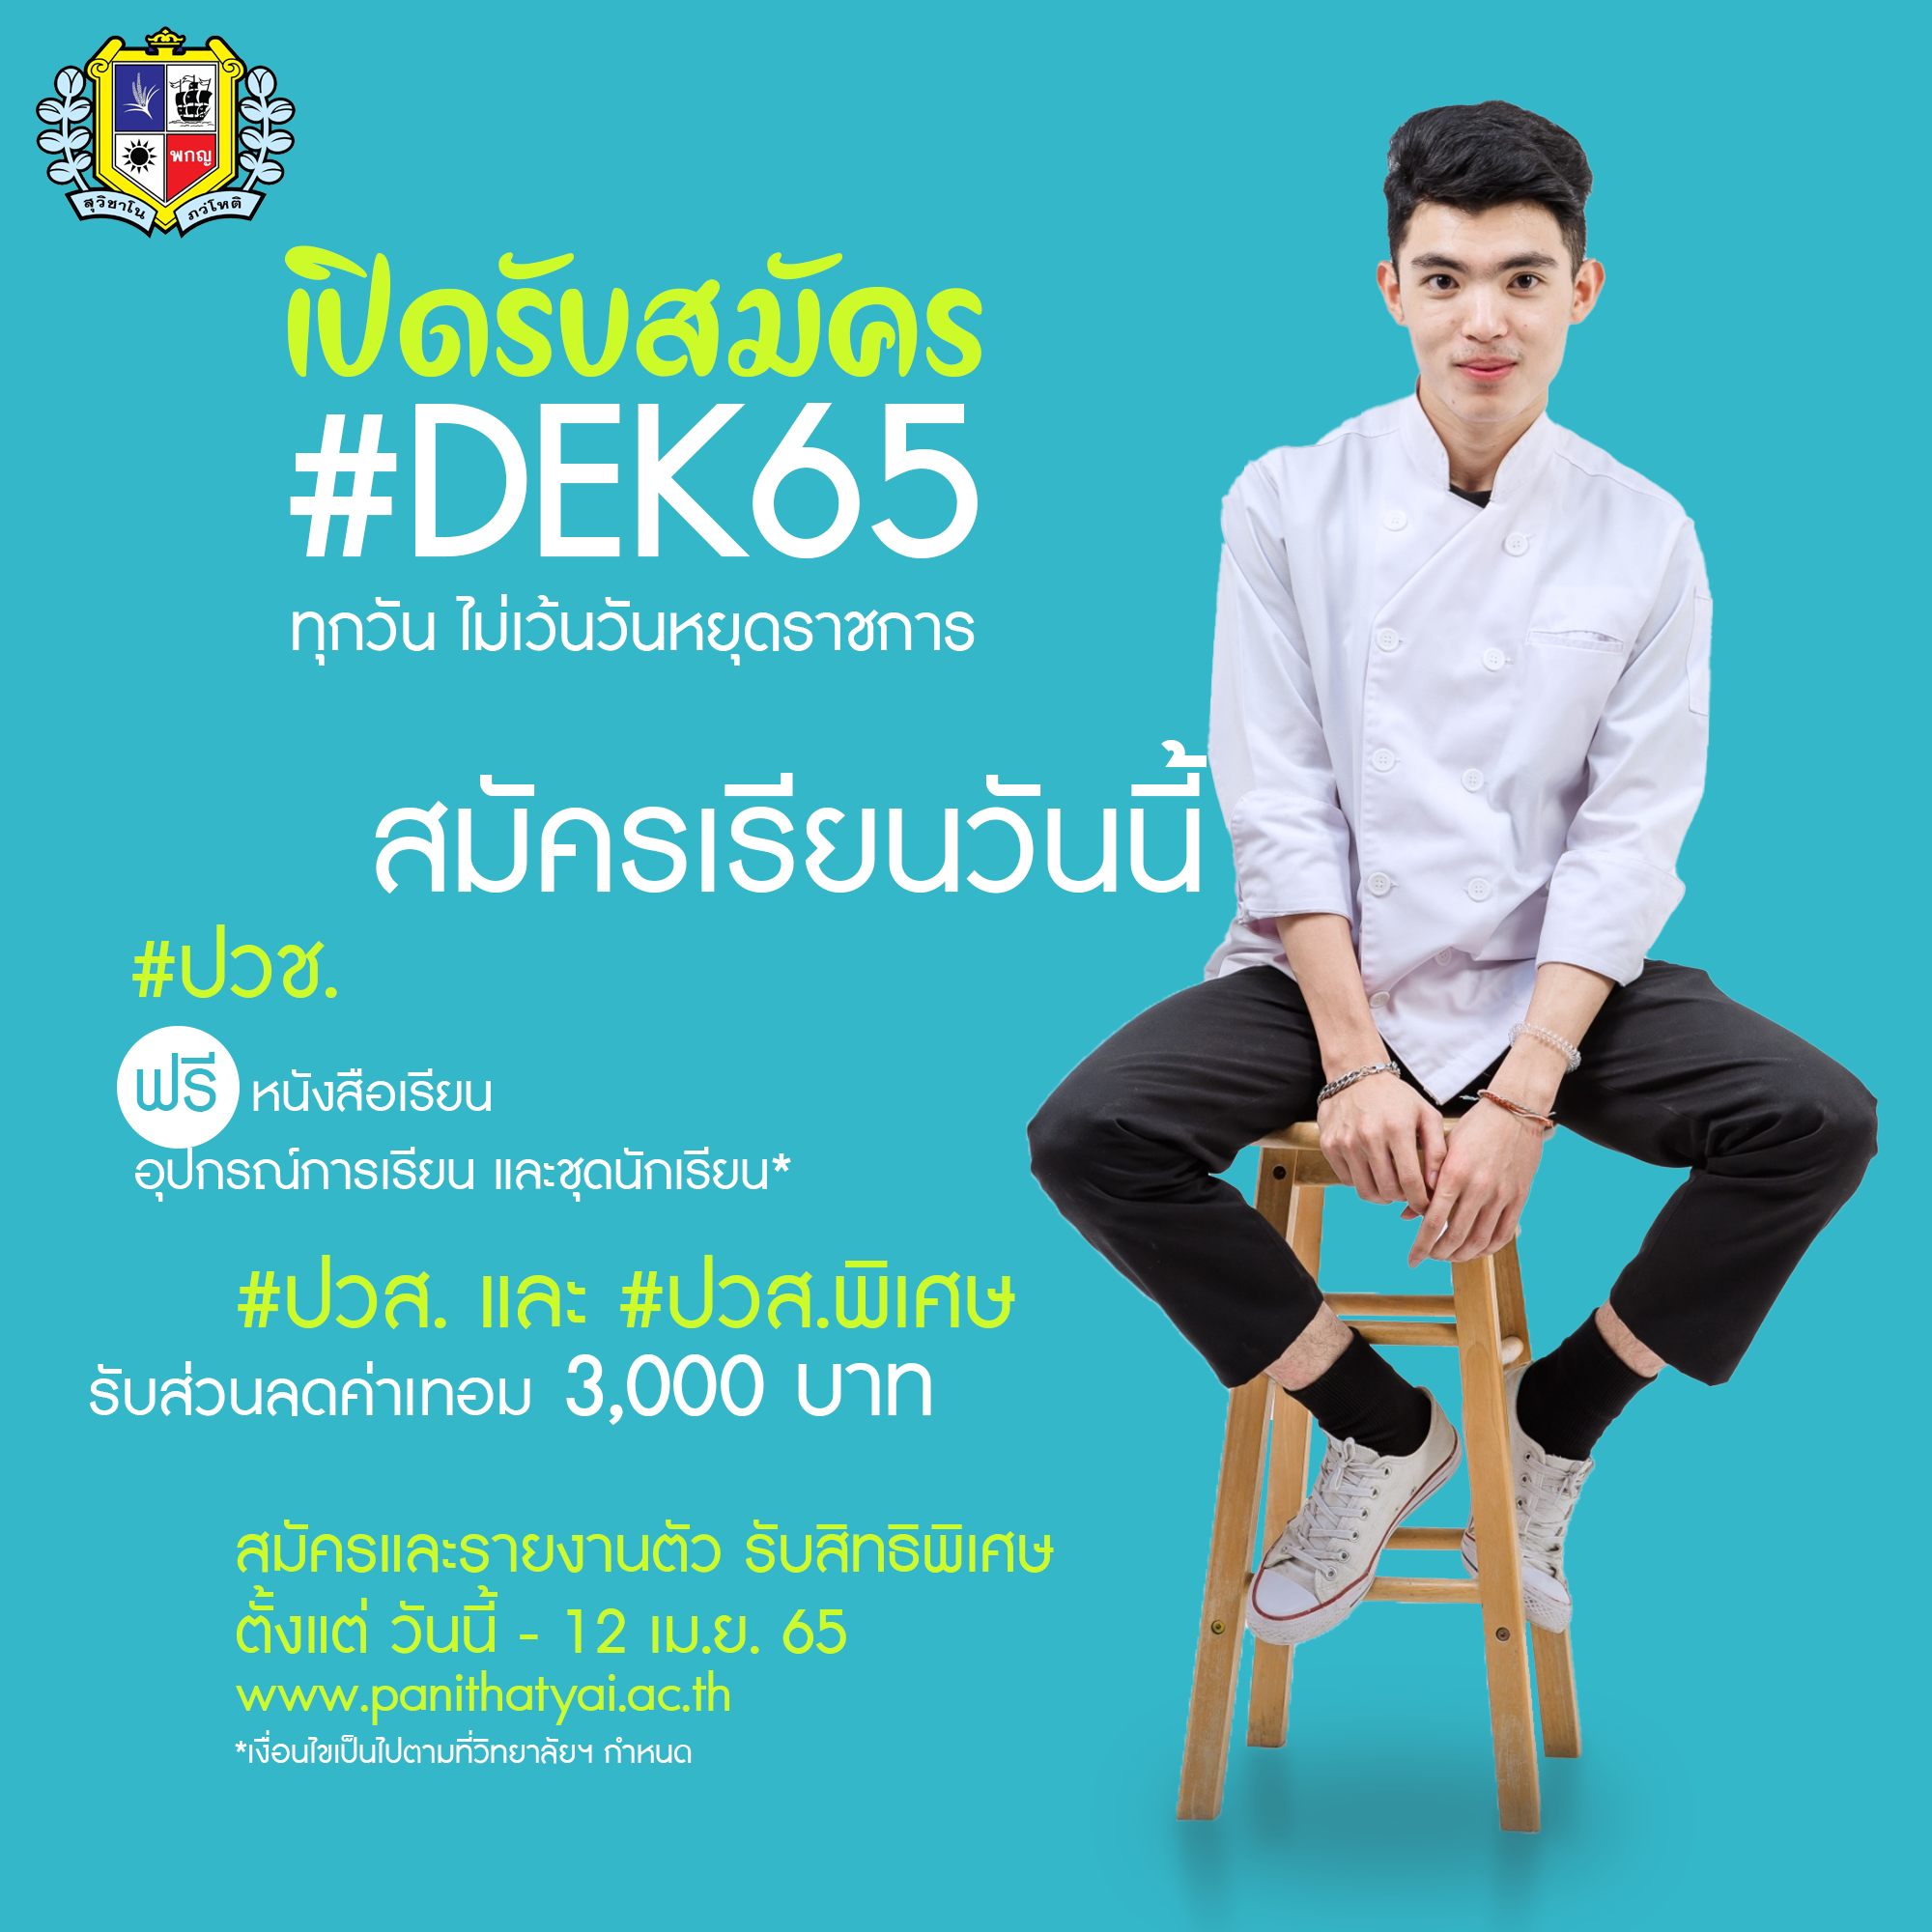 พกญ
สุวิชาโน ภวํโหติ
เปิดรับสมัคร
#DEK65
ทุกวัน ไม่เว้นวันหยุดราชการ
สมัครเรียนวันนี้
#ปวช.
ฟรี หนังสือเรียน
อุปกรณ์การเรียน และชุดนักเรียน*
#ปวส. และ #ปวส.พิเศษ
รับส่วนลดค่าเทอม 3,000 บาท
สมัครและรายงานตัว รับสิทธิพิเศษ
ตั้งแต่ วันนี้ - 12 เม.ย. 65
www.panithatyai.ac.th
*เงื่อนไขเป็นไปตามที่วิทยาลัยฯ กำหนด